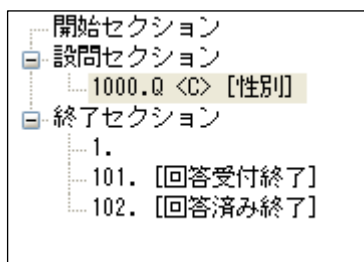 開始セクション
設問セクション
1000.Q <C> [性別]
終了セクション
1.
101. [回答受付終了]
102. [回答済み終了]